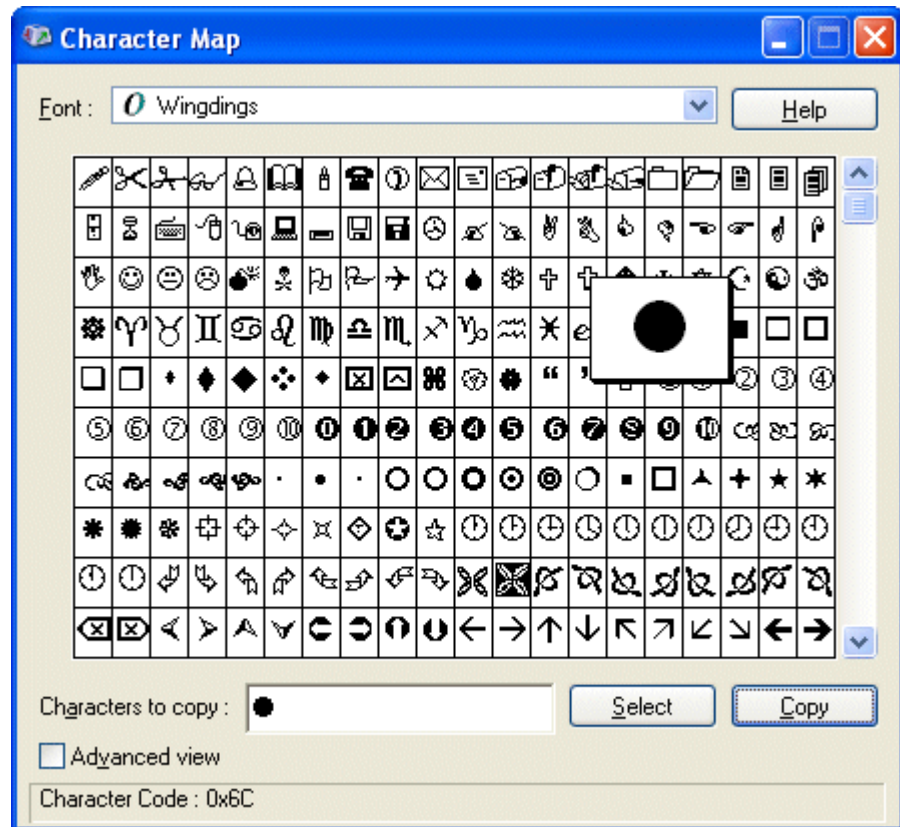 Character Map
Font : O Wingdings
Help
Characters to copy : ●
Select
Copy
Advanced view
Character Code : 0x6C